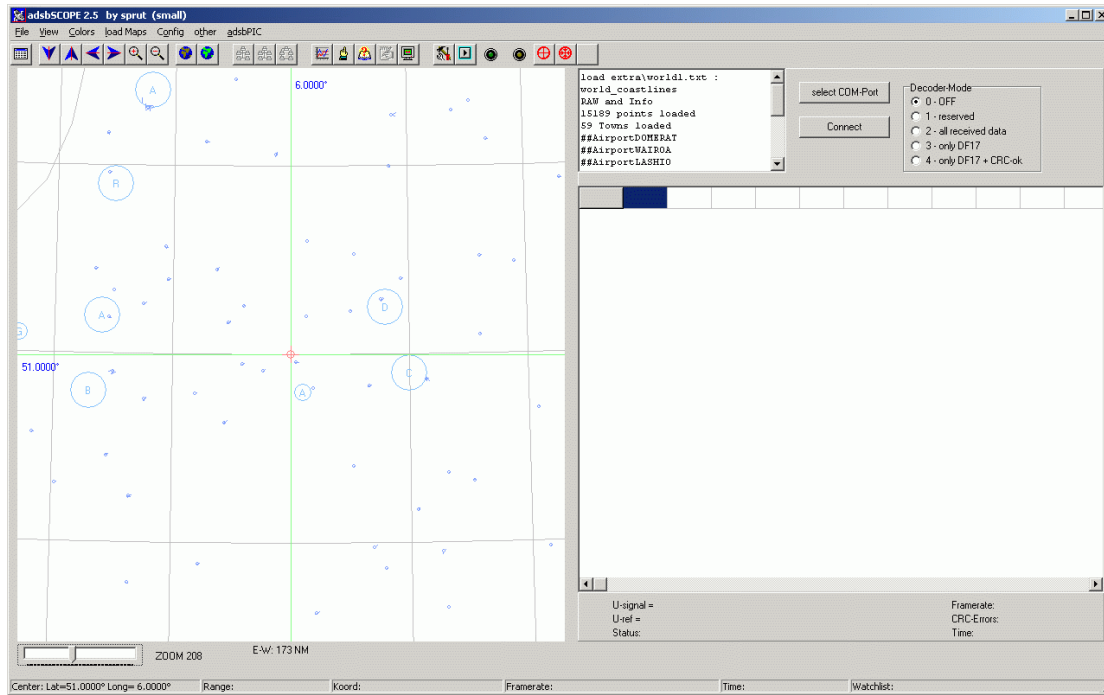 adsbSCOPE 2.5 by sprut (small)
File View Colors load Maps Config other adsbPIC
6.0000°
A
R
A
G
D
51.0000°
C
B
A
load extra\worldl.txt :
world_coastlines
RAW and Info
15189 points loaded
59 Towns loaded
##AirportDOMERAT
##AirportWAIROA
##AirportLASHIO
select COM-Port
Connect
Decoder-Mode
0 - OFF
1 - reserved
2 - all received data
3 - only DF17
4 - only DF17 + CRC-ok
U-signal =
U-ref =
Status:
Framerate:
CRC-Errors:
Time:
ZOOM 208
E-W: 173 NM
Center: Lat=51.0000° Long= 6.0000° Range: Koord: Framerate: Time: Watchlist: